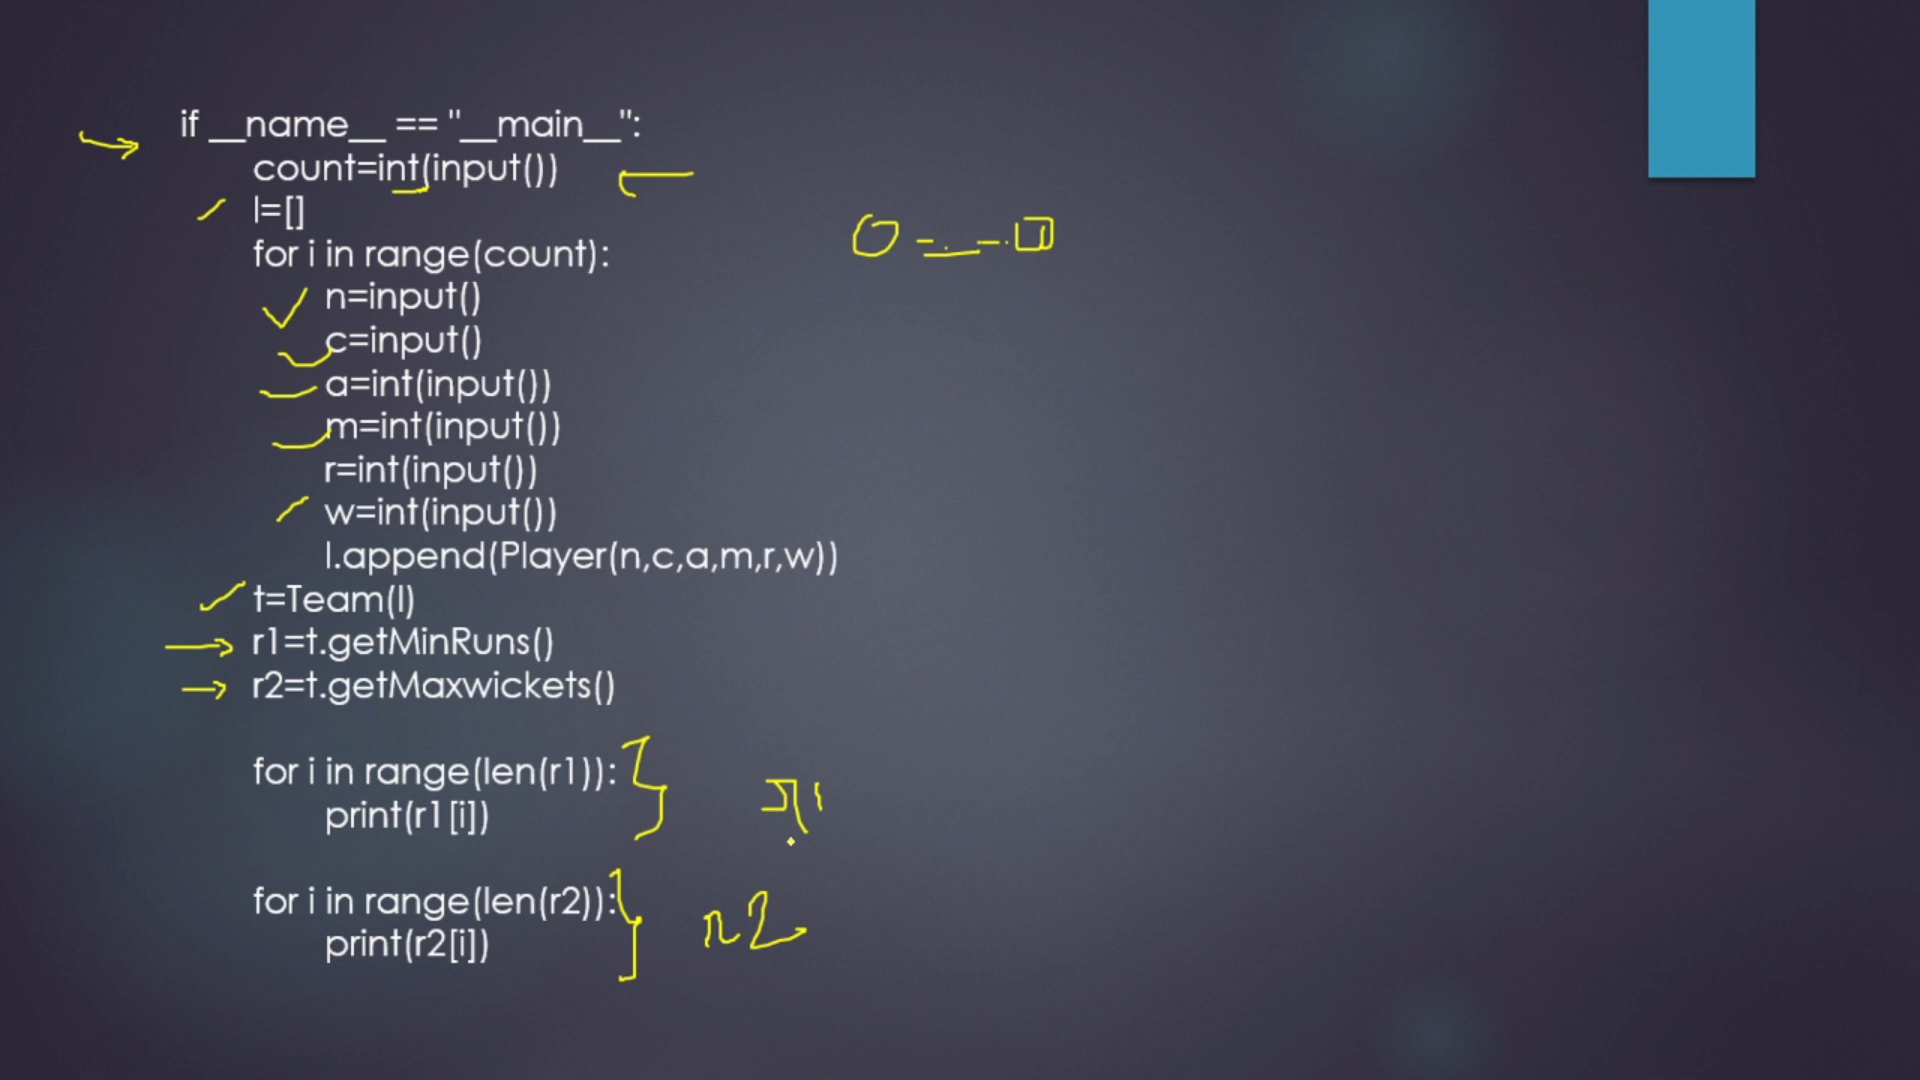 if __name__ == "__main__":
count=int(input())
l=[]
for i in range(count):
n=input()
c=input()
a=int(input())
m=int(input())
r=int(input())
w=int(input())
l.append(Player(n,c,a,m,r,w))
t=Team(l)
r1=t.getMinRuns()
r2=t.getMaxwickets()
for i in range(len(r1)):
print(r1[i])
for i in range(len(r2)):
print(r2[i])
r2